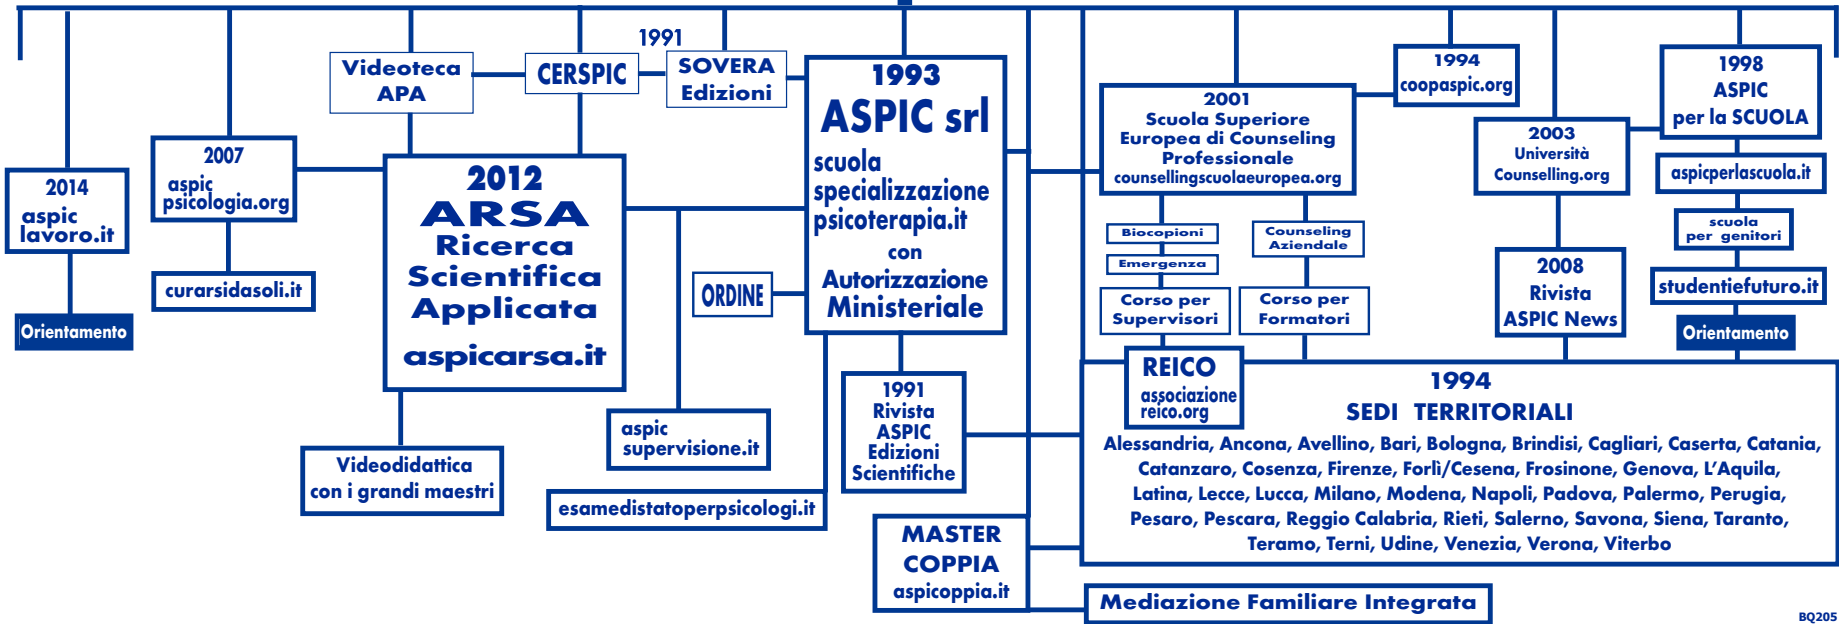 1991
Videoteca
APA
CERSPIC
SOVERA
Edizioni
1993
ASPIC srl
scuola
specializzazione
psicoterapia.it
con
Autorizzazione
Ministeriale
2001
Scuola Superiore
Europea di Counseling
Professionale
counsellingscuolaeuropea.org
1994
coopaspic.org
2003
Università
Counselling.org
1998
ASPIC
per la SCUOLA
2014
aspic
lavoro.it
Orientamento
2007
aspic
psicologia.org
curarsidasoli.it
2012
ARSA
Ricerca
Scientifica
Applicata
aspicarsa.it
ORDINE
Biocopioni
Emergenza
Corso per
Supervisori
Counseling
Aziendale
Corso per
Formatori
2008
Rivista
ASPIC News
aspicperlascuola.it
scuola
per genitori
studentiefuturo.it
Orientamento
Videodidattica
con i grandi maestri
aspic
supervisione.it
esamedistatoperpsicologi.it
1991
Rivista
ASPIC
Edizioni
Scientifiche
MASTER
COPPIA
aspicoppia.it
REICO
associazione
reico.org
1994
SEDI TERRITORIALI
Alessandria, Ancona, Avellino, Bari, Bologna, Brindisi, Cagliari, Caserta, Catania,
Catanzaro, Cosenza, Firenze, Forlì/Cesena, Frosinone, Genova, L'Aquila,
Latina, Lecce, Lucca, Milano, Modena, Napoli, Padova, Palermo, Perugia,
Pesaro, Pescara, Reggio Calabria, Rieti, Salerno, Savona, Siena, Taranto,
Teramo, Terni, Udine, Venezia, Verona, Viterbo
Mediazione Familiare Integrata
BQ205